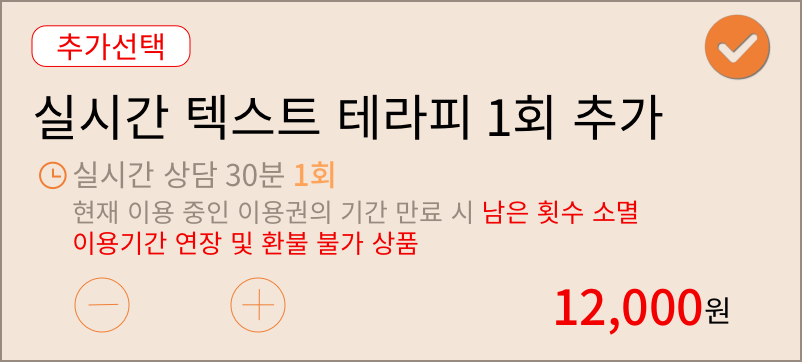 추가선택
실시간 텍스트 테라피 1회 추가
실시간 상담 30분 1회
현재 이용 중인 이용권의 기간 만료 시 남은 횟수 소멸
이용기간 연장 및 환불 불가 상품
12,000원